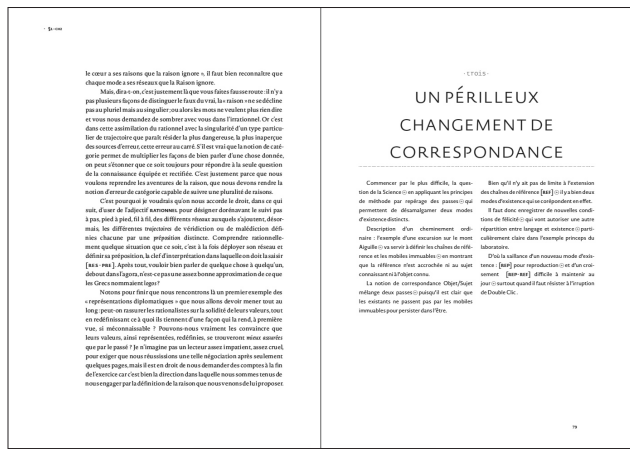 le cœur a ses raisons que la raison ignore », il faut bien reconnaître que
chaque mode a ses réseaux que la Raison ignore.
Mais, dira-t-on, c'est justement là que vous faites fausse route : il n'y a
pas plusieurs façons de distinguer le faux du vrai, la « raison » ne se décline
pas au pluriel mais au singulier ; ou alors les mots ne veulent plus rien dire
et vous nous demandez de sombrer avec vous dans l'irrationnel. Or c'est
dans cette assimilation du rationnel avec la singularité d'un type particu-
lier de trajectoire que paraît résider la plus dangereuse, la plus inaperçue
des sources d'erreur, cette erreur au carré. S'il est vrai que la notion de caté-
gorie permet de multiplier les façons de bien parler d'une chose donnée,
on peut s'étonner que ce soit toujours pour répondre à la seule question
de la connaissance équipée et rectifiée. C'est justement parce que nous
voulons reprendre les aventures de la raison, que nous devons rendre la
notion d'erreur de catégorie capable de suivre une pluralité de raisons.
C'est pourquoi je voudrais qu'on nous accorde le droit, dans ce qui
suit, d'user de l'adjectif RATIONNEL pour désigner dorénavant le suivi pas
à pas, pied à pied, fil à fil, des différents réseaux auxquels s'ajoutent, désor-
mais, les différentes trajectoires de véridiction ou de malédiction défi-
nies chacune par une préposition distincte. Comprendre rationnelle-
ment quelque situation que ce soit, c'est à la fois déployer son réseau et
définir sa préposition, la clef d'interprétation dans laquelle on doit la saisir
[RES·PRE]. Après tout, vouloir bien parler de quelque chose à quelqu'un,
debout dans l'agora, n'est-ce pas une assez bonne approximation de ce que
les Grecs nommaient logos ?
Notons pour finir que nous rencontrons là un premier exemple des
« représentations diplomatiques » que nous allons devoir mener tout au
long : peut-on rassurer les rationalistes sur la solidité de leurs valeurs, tout
en redéfinissant ce à quoi ils tiennent d'une façon qui la rend, à première
vue, si méconnaissable ? Pouvons-nous vraiment les convaincre que
leurs valeurs, ainsi représentées, redéfinies, se trouveront mieux assurées
que par le passé ? Je n'imagine pas un lecteur assez impatient, assez cruel,
pour exiger que nous réussissions une telle négociation après seulement
quelques pages, mais il est en droit de nous demander des comptes à la fin
de l'exercice car c'est bien la direction dans laquelle nous sommes tenus de
nous engager par la définition de la raison que nous venons de lui proposer.
·trois·
UN PÉRILLEUX
CHANGEMENT DE
CORRESPONDANCE
Commencer par le plus difficile, la ques-
tion de la Science ⊙ en appliquant les principes
de méthode par repérage des passes ⊙ qui
permettent de désamalgamer deux modes
d'existence distincts.
Description d'un cheminement ordi-
naire : l'exemple d'une excursion sur le mont
Aiguille ⊙ va servir à définir les chaînes de réfé-
rence et les mobiles immuables ⊙ en montrant
que la référence n'est accrochée ni au sujet
connaissant ni à l'objet connu.
La notion de correspondance Objet/Sujet
mélange deux passes ⊙ puisqu'il est clair que
les existants ne passent pas par les mobiles
immuables pour persister dans l'être.
Bien qu'il n'y ait pas de limite à l'extension
des chaînes de référence [REF] ⊙ il y a bien deux
modes d'existence qui se corépondent en effet.
Il faut donc enregistrer de nouvelles condi-
tions de félicité ⊙ qui vont autoriser une autre
répartition entre langage et existence ⊙ parti-
culièrement claire dans l'exemple princeps du
laboratoire.
D'où la saillance d'un nouveau mode d'exis-
tence : [REP] pour reproduction ⊙ et d'un croi-
sement [REP·REF] difficile à maintenir au
jour ⊙ surtout quand il faut résister à l'irruption
de Double Clic.
79